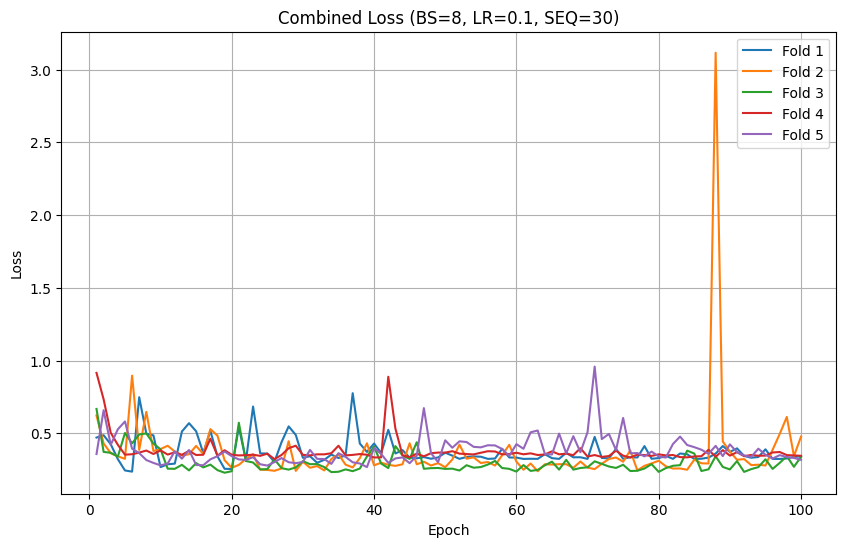 Combined Loss (BS=8, LR=0.1, SEQ=30)
Fold 1
Fold 2
Fold 3
Fold 4
Fold 5
Loss
3.0
2.5
2.0
1.5
1.0
0.5
0
20
40
60
80
100
Epoch